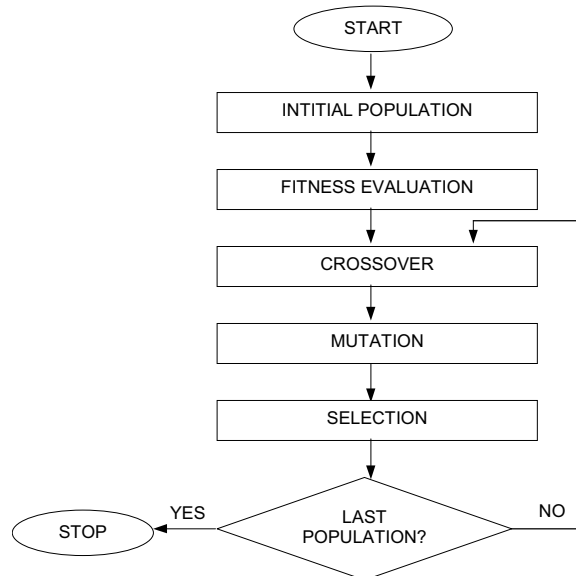 START
INTITIAL POPULATION
FITNESS EVALUATION
CROSSOVER
MUTATION
SELECTION
YES
NO
LAST
POPULATION?
STOP